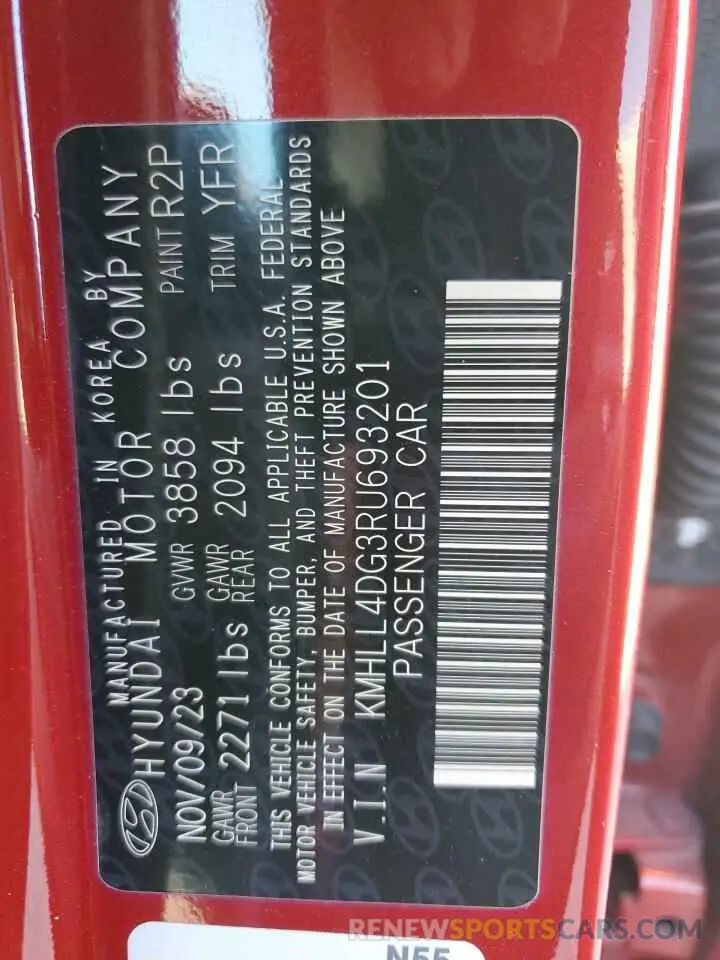 MANUFACTURED IN KOREA BY
HYUNDAI MOTOR COMPANY
NOV/09/23 GVWR 3858 lbs PAINT R2P
GAWR FRONT 2271 lbs GAWR REAR 2094 lbs TRIM YFR
THIS VEHICLE CONFORMS TO ALL APPLICABLE U.S.A. FEDERAL
MOTOR VEHICLE SAFETY, BUMPER, AND THEFT PREVENTION STANDARDS
IN EFFECT ON THE DATE OF MANUFACTURE SHOWN ABOVE
V.I.N KMHLL4DG3RU693201
PASSENGER CAR
N55
RENEWSPORTSCARS.COM